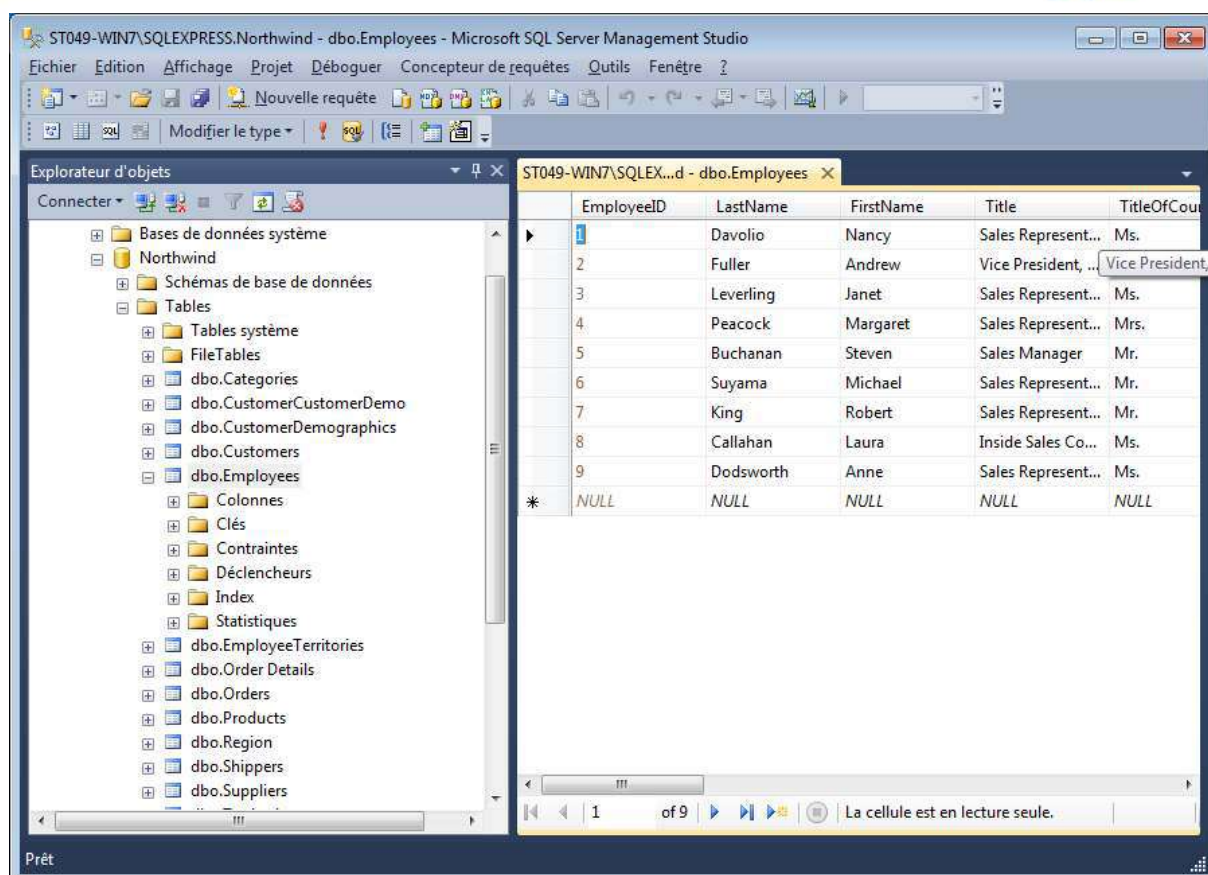 ST049-WIN7\SQLEXPRESS.Northwind - dbo.Employees - Microsoft SQL Server Management Studio
Fichier Edition Affichage Projet Déboguer Concepteur de requêtes Outils Fenêtre ?
Nouvelle requête
Modifier le type
Explorateur d'objets
Connecter
Bases de données système
Northwind
Schémas de base de données
Tables
Tables système
FileTables
dbo.Categories
dbo.CustomerCustomerDemo
dbo.CustomerDemographics
dbo.Customers
dbo.Employees
Colonnes
Clés
Contraintes
Déclencheurs
Index
Statistiques
dbo.EmployeeTerritories
dbo.Order Details
dbo.Orders
dbo.Products
dbo.Region
dbo.Shippers
dbo.Suppliers
ST049-WIN7\SQLEX...d - dbo.Employees
EmployeeID LastName FirstName Title TitleOfCour
1 Davolio Nancy Sales Represent... Ms.
2 Fuller Andrew Vice President, ... Vice President,
3 Leverling Janet Sales Represent... Ms.
4 Peacock Margaret Sales Represent... Mrs.
5 Buchanan Steven Sales Manager Mr.
6 Suyama Michael Sales Represent... Mr.
7 King Robert Sales Represent... Mr.
8 Callahan Laura Inside Sales Co... Ms.
9 Dodsworth Anne Sales Represent... Ms.
NULL NULL NULL NULL NULL
1 of 9 La cellule est en lecture seule.
Prêt